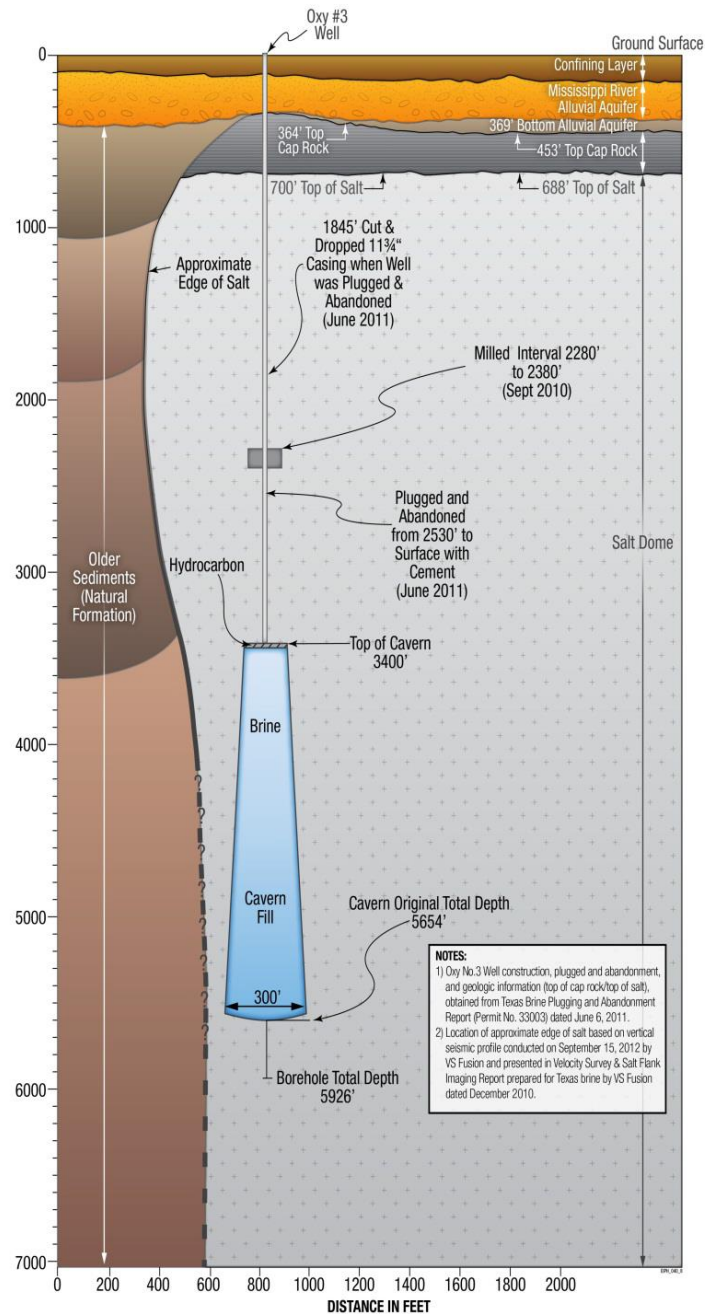 Oxy #3
Well
Ground Surface
Confining Layer
Mississippi River
Alluvial Aquifer
369' Bottom Alluvial Aquifer
364' Top
Cap Rock
453' Top Cap Rock
700' Top of Salt
688' Top of Salt
1845' Cut &
Dropped 11¾"
Casing when Well
was Plugged &
Abandoned
(June 2011)
Approximate
Edge of Salt
Milled Interval 2280'
to 2380'
(Sept 2010)
Plugged and
Abandoned
from 2530' to
Surface with
Cement
(June 2011)
Salt Dome
Older
Sediments
(Natural
Formation)
Hydrocarbon
Top of Cavern
3400'
Brine
Cavern
Fill
Cavern Original Total Depth
5654'
300'
Borehole Total Depth
5926'
NOTES:
1) Oxy No.3 Well construction, plugged and abandonment,
and geologic information (top of cap rock/top of salt),
obtained from Texas Brine Plugging and Abandonment
Report (Permit No. 33003) dated June 6, 2011.
2) Location of approximate edge of salt based on vertical
seismic profile conducted on September 15, 2012 by
VS Fusion and presented in Velocity Survey & Salt Flank
Imaging Report prepared for Texas brine by VS Fusion
dated December 2010.
? ? ? ? ? ? ? ? ?
0
1000
2000
3000
4000
5000
6000
7000
0 200 400 600 800 1000 1200 1400 1600 1800 2000
DISTANCE IN FEET